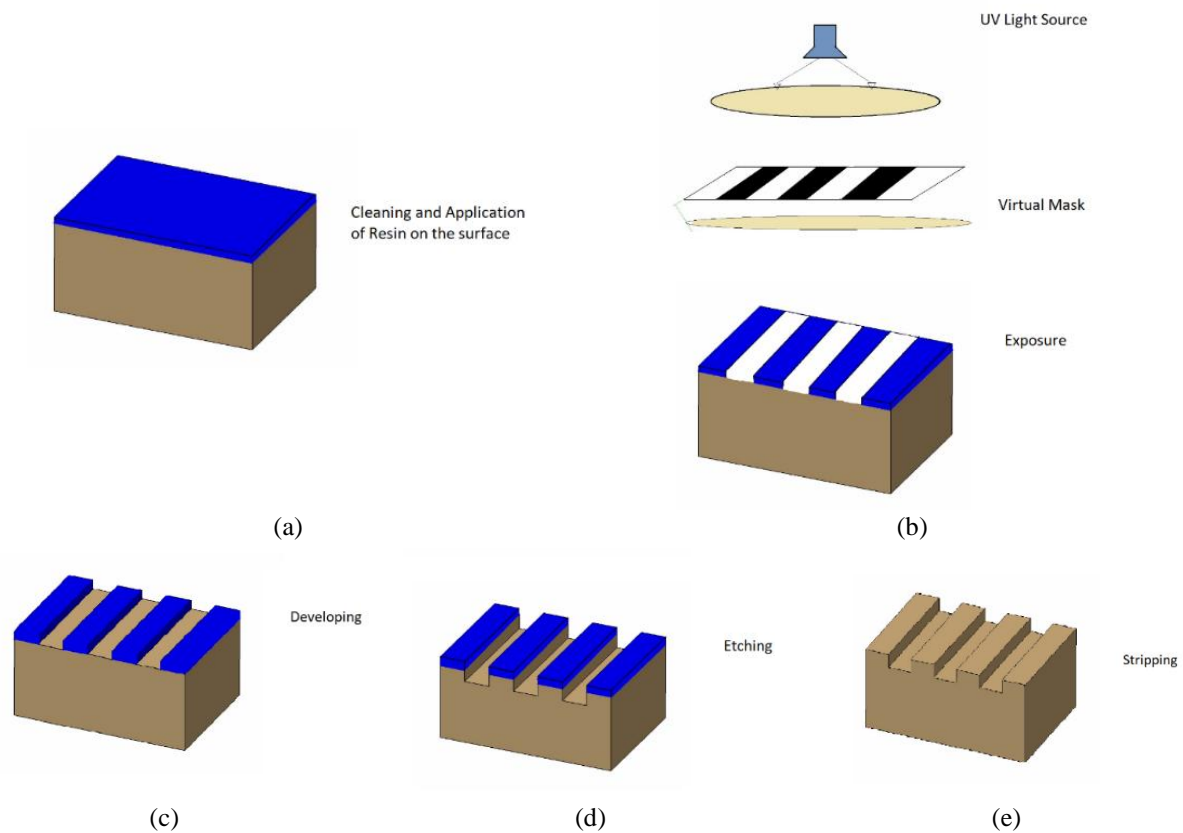 UV Light Source
Cleaning and Application
of Resin on the surface
Virtual Mask
Exposure
(a)
(b)
Developing
Etching
Stripping
(c)
(d)
(e)